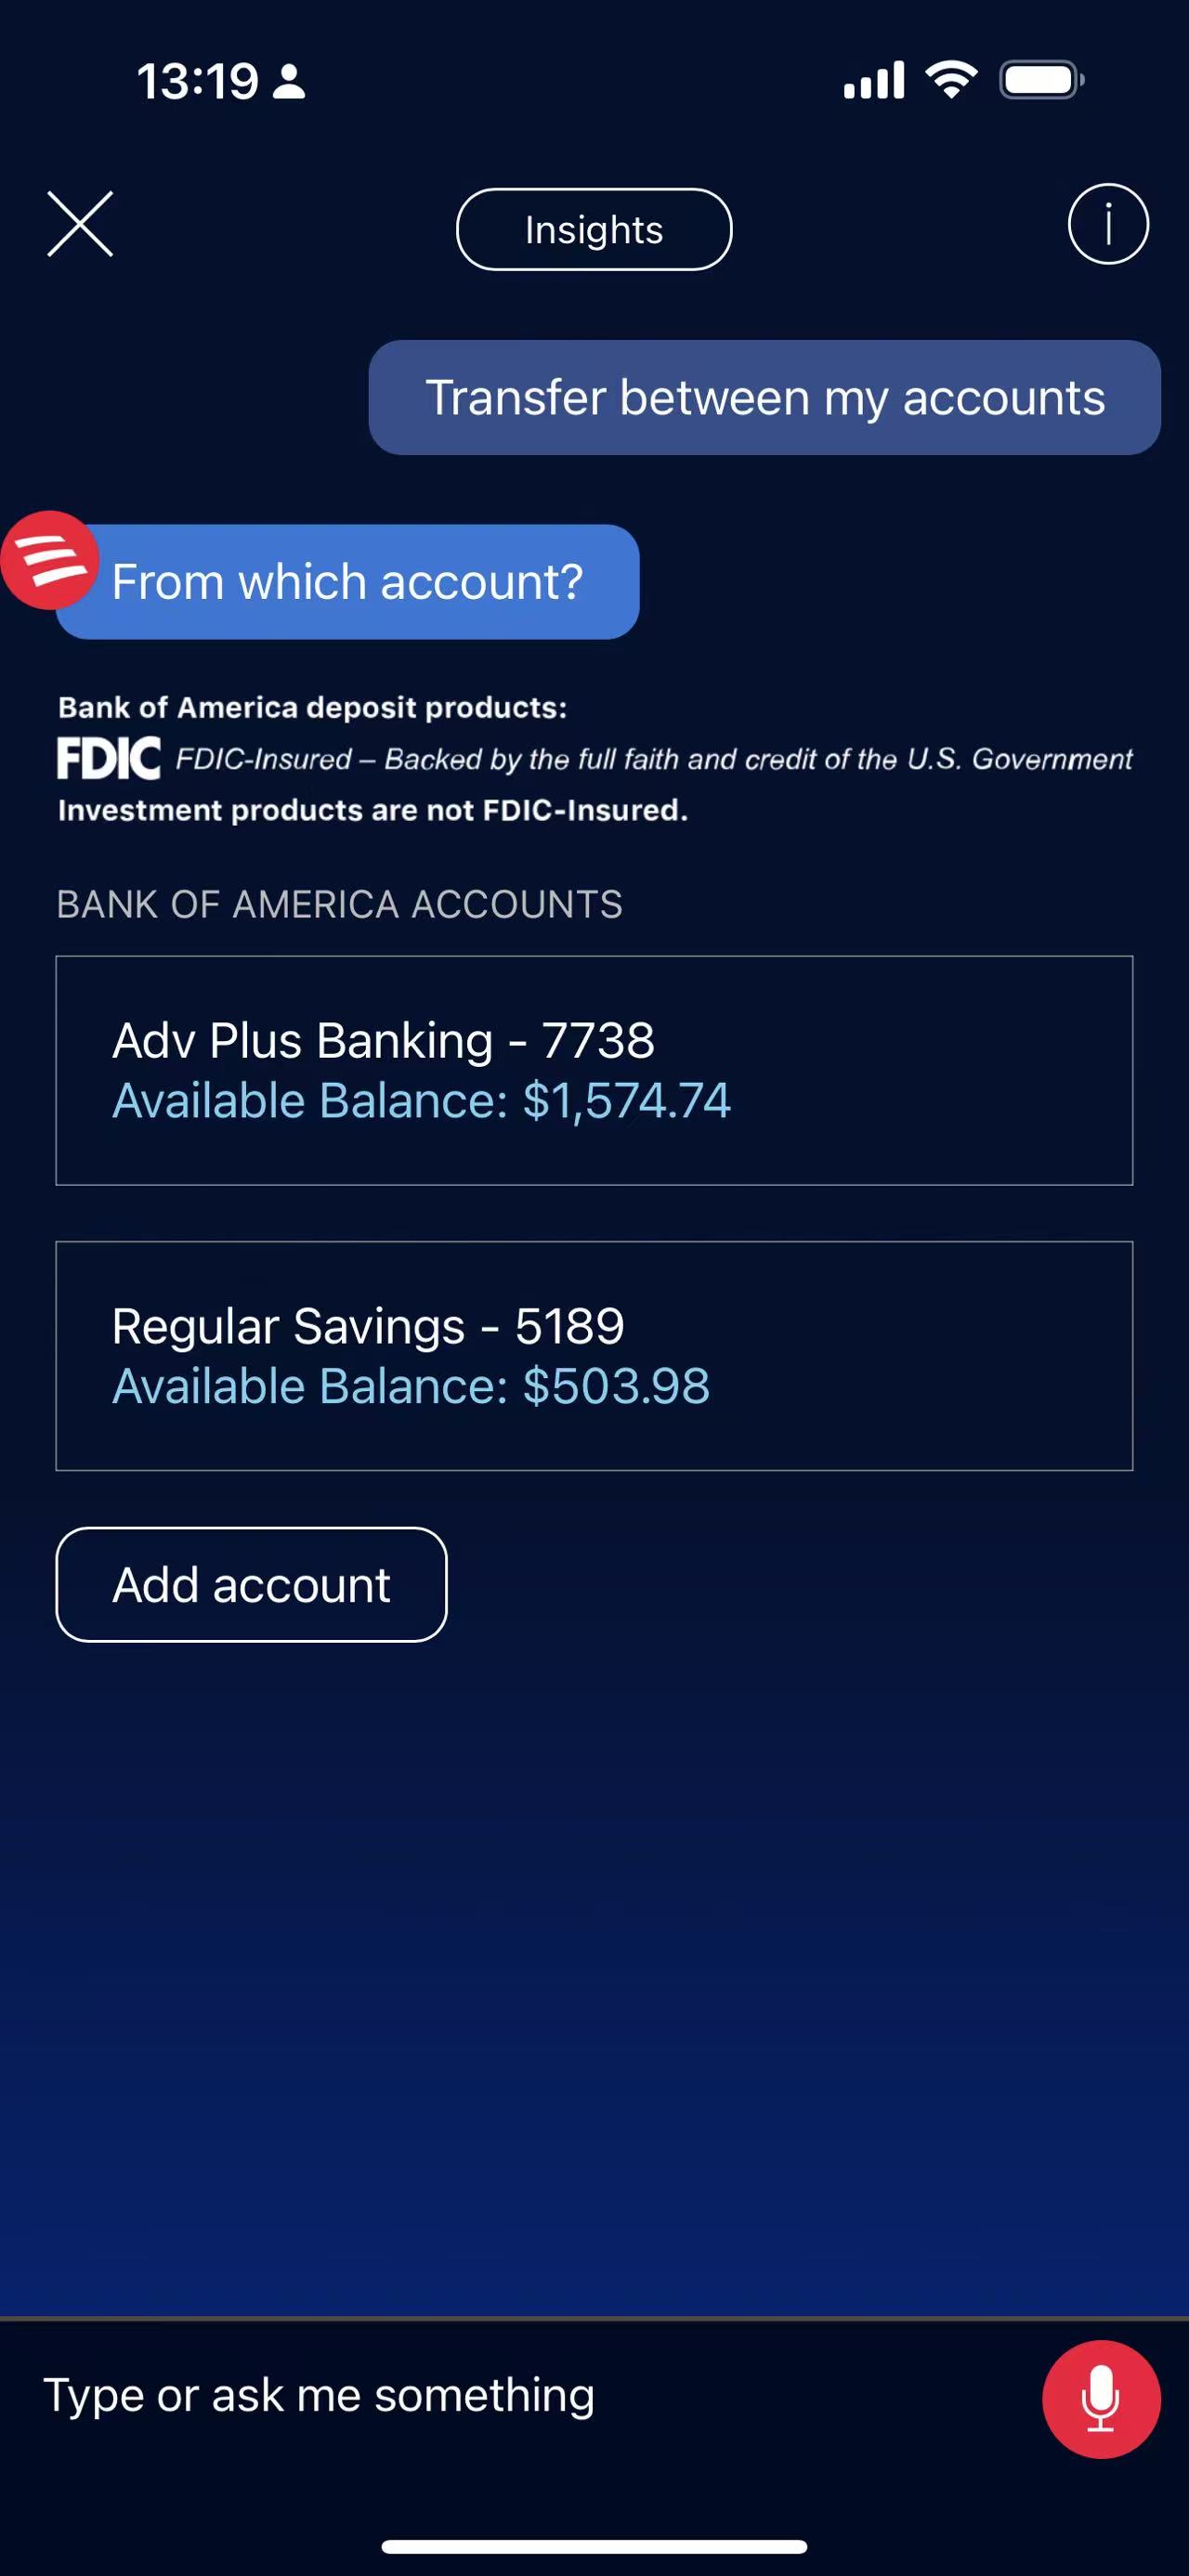 13:19
Insights
Transfer between my accounts
From which account?
Bank of America deposit products:
FDIC FDIC-Insured – Backed by the full faith and credit of the U.S. Government
Investment products are not FDIC-Insured.
BANK OF AMERICA ACCOUNTS
Adv Plus Banking - 7738
Available Balance: $1,574.74
Regular Savings - 5189
Available Balance: $503.98
Add account
Type or ask me something